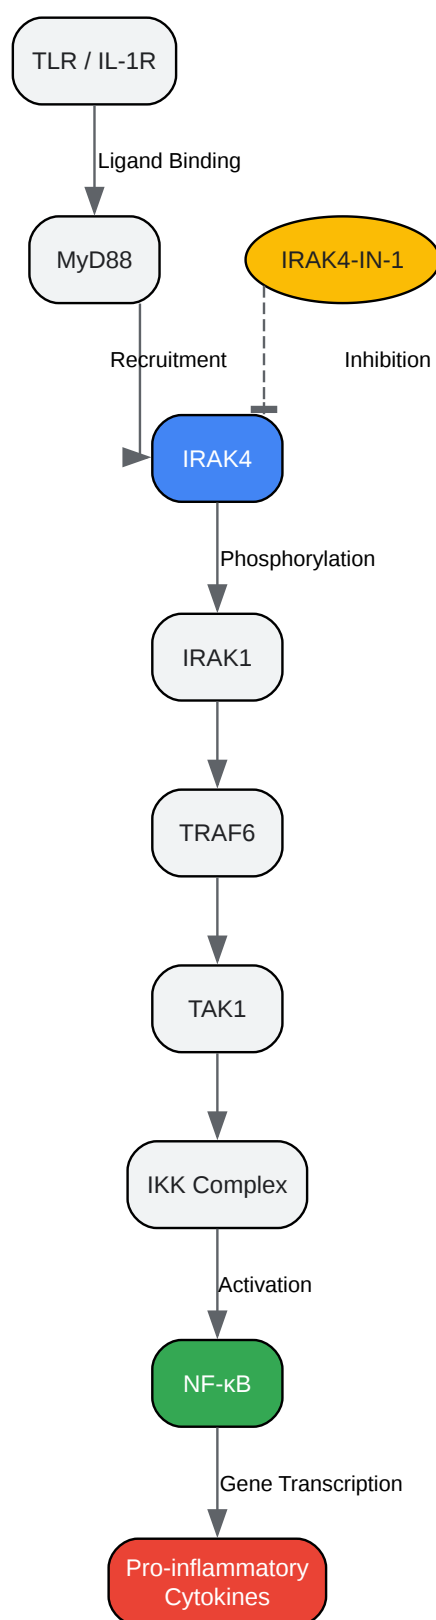 TLR / IL-1R
Ligand Binding
MyD88
IRAK4-IN-1
Recruitment
Inhibition
IRAK4
Phosphorylation
IRAK1
TRAF6
TAK1
IKK Complex
Activation
NF-κB
Gene Transcription
Pro-inflammatory
Cytokines